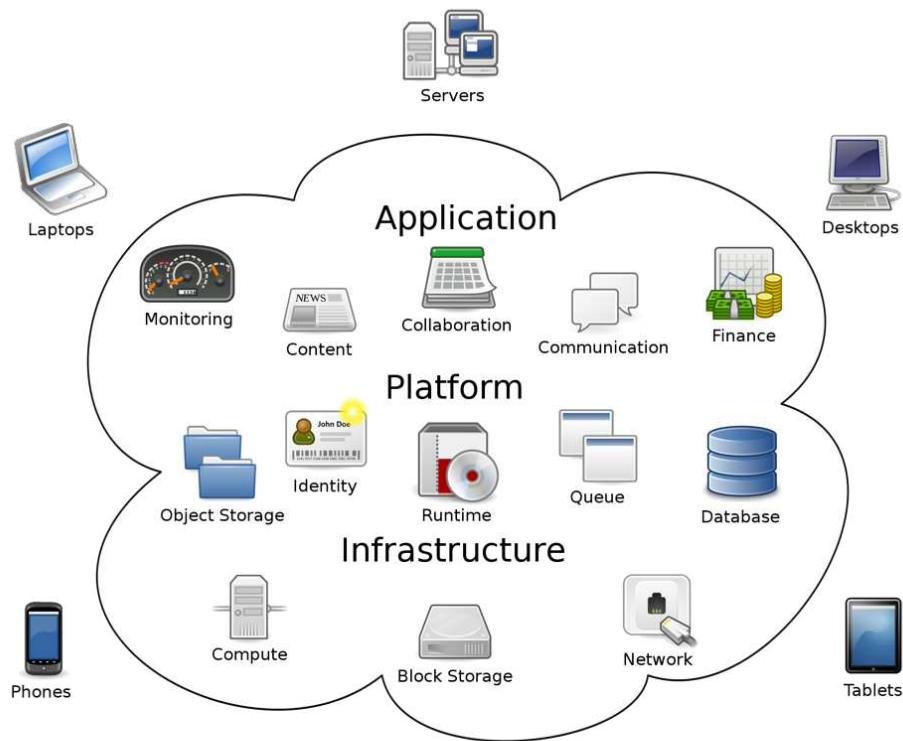 Servers
Laptops
Desktops
Application
Monitoring
NEWS
Content
Collaboration
Communication
Finance
Platform
Object Storage
John Doe
Identity
Runtime
Queue
Database
Infrastructure
Compute
Block Storage
Network
Phones
Tablets